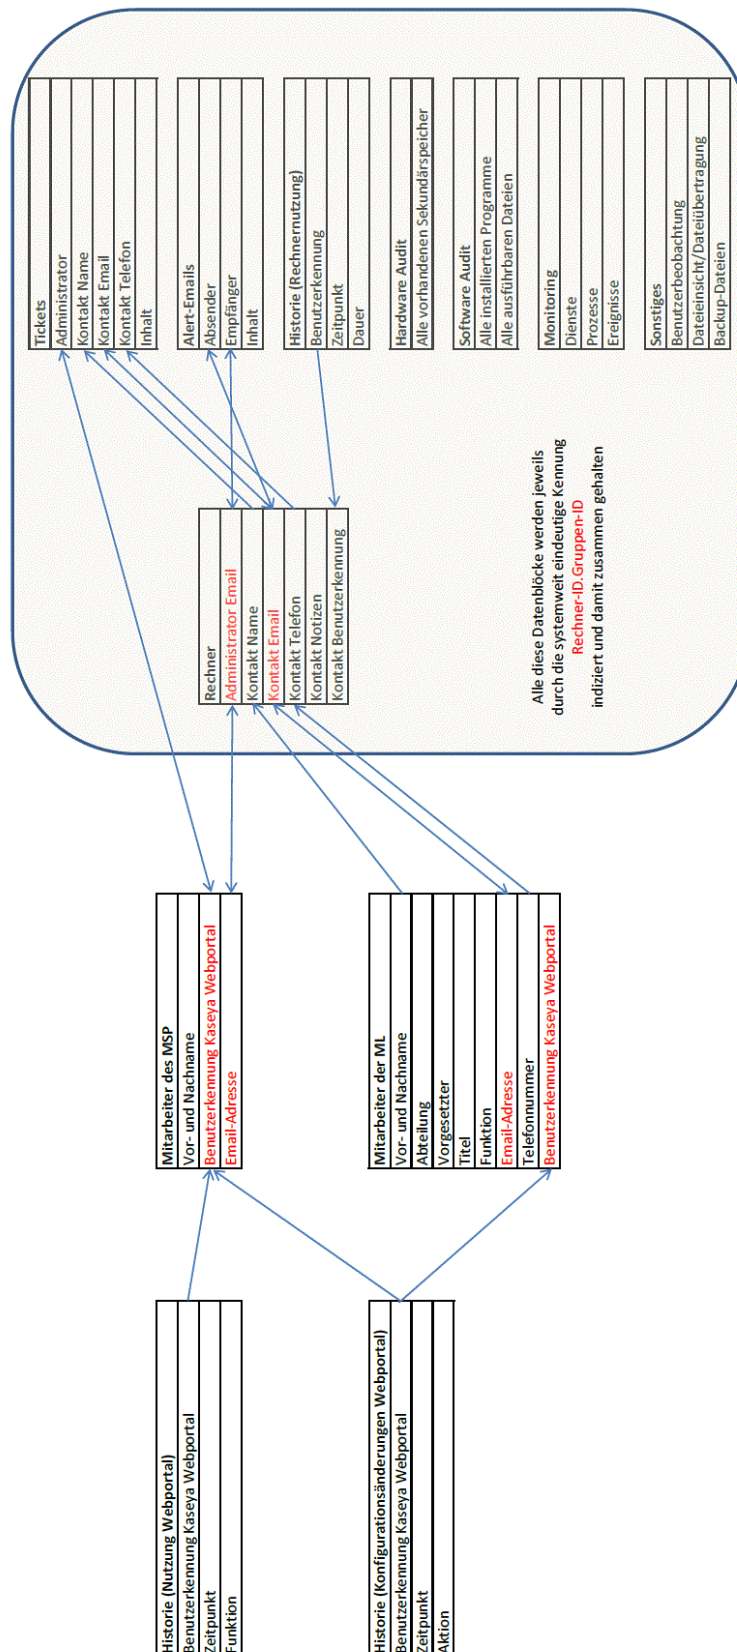 Historie (Nutzung Webportal)
Benutzerkennung Kaseya Webportal
Zeitpunkt
Funktion
Historie (Konfigurationsänderungen Webportal)
Benutzerkennung Kaseya Webportal
Zeitpunkt
Aktion
Mitarbeiter des MSP
Vor- und Nachname
Benutzerkennung Kaseya Webportal
Email-Adresse
Mitarbeiter der ML
Vor- und Nachname
Abteilung
Vorgesetzter
Titel
Funktion
Email-Adresse
Telefonnummer
Benutzerkennung Kaseya Webportal
Rechner
Administrator Email
Kontakt Name
Kontakt Email
Kontakt Telefon
Kontakt Notizen
Kontakt Benutzerkennung
Alle diese Datenblöcke werden jeweils
durch die systemweit eindeutige Kennung
Rechner-ID.Gruppen-ID
indiziert und damit zusammen gehalten
Tickets
Administrator
Kontakt Name
Kontakt Email
Kontakt Telefon
Inhalt
Alert-Emails
Absender
Empfänger
Inhalt
Historie (Rechnernutzung)
Benutzerkennung
Zeitpunkt
Dauer
Hardware Audit
Alle vorhandenen Sekundärspeicher
Software Audit
Alle installierten Programme
Alle ausführbaren Dateien
Monitoring
Dienste
Prozesse
Ereignisse
Sonstiges
Benutzerbeobachtung
Dateieinsicht/Dateiübertragung
Backup-Dateien